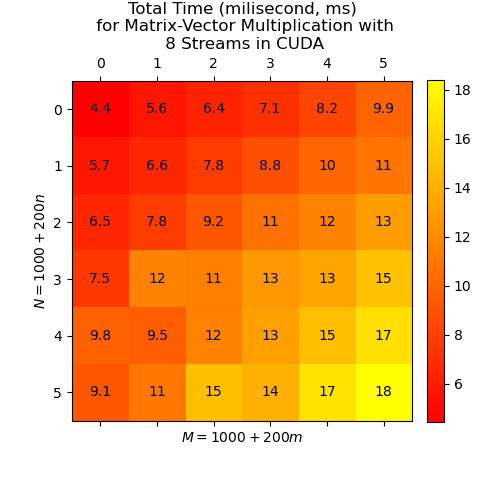 Total Time (milisecond, ms)
for Matrix-Vector Multiplication with
8 Streams in CUDA
0 1 2 3 4 5
0 4.4 5.6 6.4 7.1 8.2 9.9
1 5.7 6.6 7.8 8.8 10 11
2 6.5 7.8 9.2 11 12 13
3 7.5 12 11 13 13 15
4 9.8 9.5 12 13 15 17
5 9.1 11 15 14 17 18
N = 1000 + 200n
M = 1000 + 200m
18
16
14
12
10
8
6